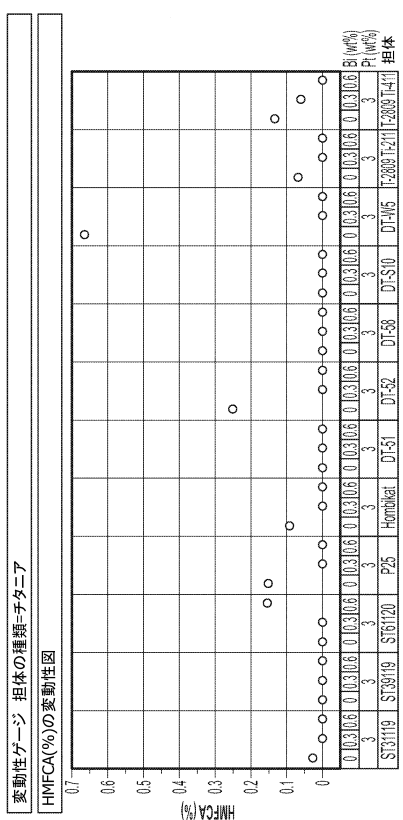 変動性ゲージ 担体の種類=チタニア
HMFCA(%)の変動性図
HMFCA(%)
0.7
0.6
0.5
0.4
0.3
0.2
0.1
0
0 0.3 0.6 0 0.3 0.6 0 0.3 0.6 0 0.3 0.6 0 0.3 0.6 0 0.3 0.6 0 0.3 0.6 0 0.3 0.6 0 0.3 0.6 0 0.3 0.6 0 0.3 0.6 0 0.3 0.6 Bi (wt%)
3 3 3 3 3 3 3 3 3 3 3 3 Pt (wt%)
ST31119 ST39119 ST61120 P25 Hombikat DT-51 DT-52 DT-58 DT-S10 DT-W5 T-2809 Ti-211 T-2809 Ti-411 担体